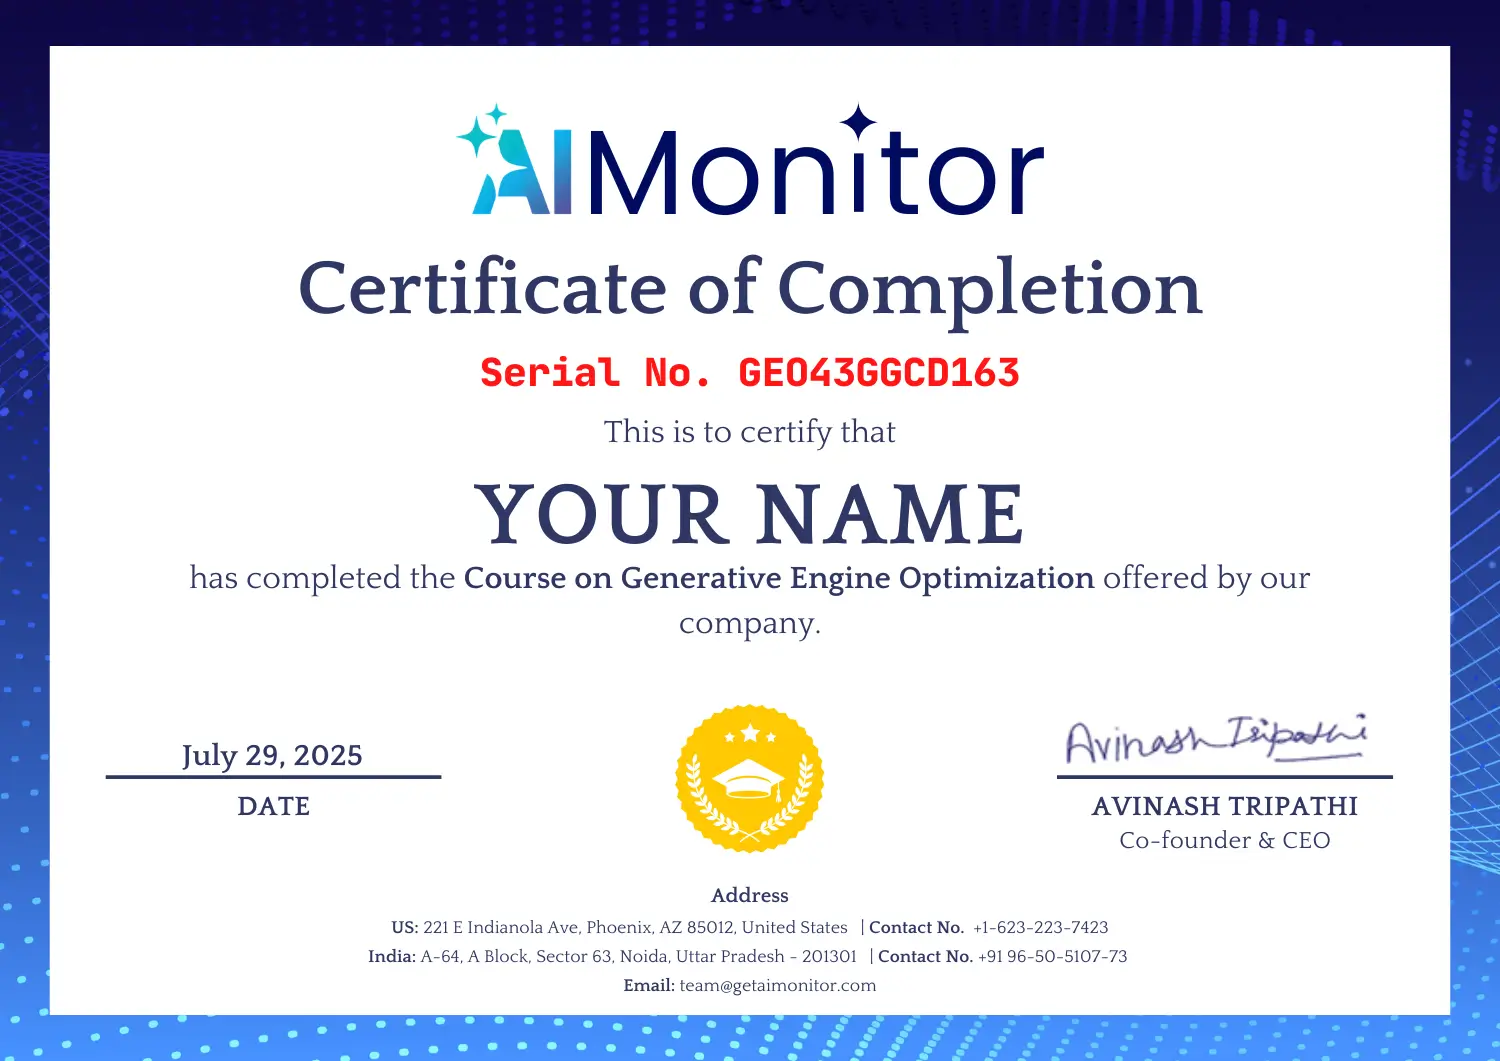 AIMonitor
Certificate of Completion
Serial No. GEO43GGCD163
This is to certify that
YOUR NAME
has completed the Course on Generative Engine Optimization offered by our
company.
July 29, 2025
DATE
Avinash Tripathi
AVINASH TRIPATHI
Co-founder & CEO
Address
US: 221 E Indianola Ave, Phoenix, AZ 85012, United States | Contact No. +1-623-223-7423
India: A-64, A Block, Sector 63, Noida, Uttar Pradesh - 201301 | Contact No. +91 96-50-5107-73
Email: team@getaimonitor.com